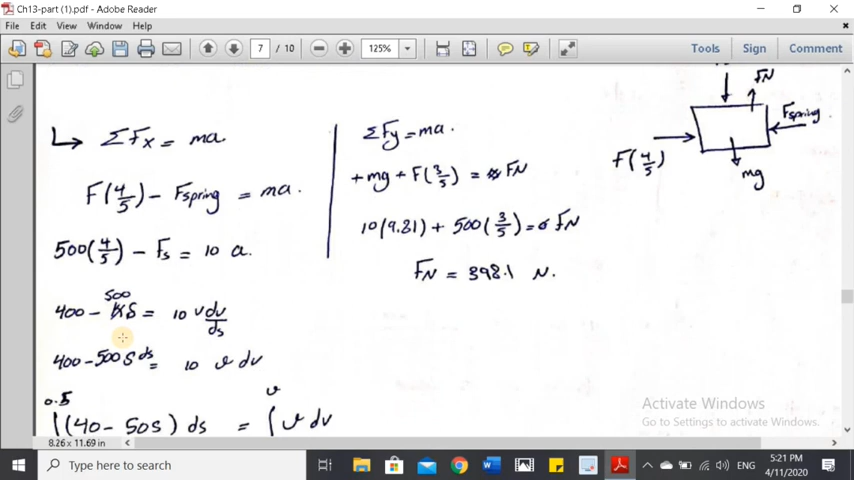 Ch13-part (1).pdf - Adobe Reader
File Edit View Window Help
7 / 10
125%
Tools Sign Comment
ΣFx = ma
F(4/5) - Fspring = ma.
500(4/5) - Fs = 10 a.
500
400 - KS = 10 v dv/ds
400 - 500 S ds = 10 v dv
0.5
∫(40 - 50S) ds = ∫ v dv
v
ΣFy = ma.
+mg + F(3/5) = FN
10(9.81) + 500(3/5) = FN
FN = 398.1 N.
FN
Fspring
F(4/5)
mg
Activate Windows
Go to Settings to activate Windows.
8.26 x 11.69 in
Type here to search
ENG
5:21 PM
4/11/2020